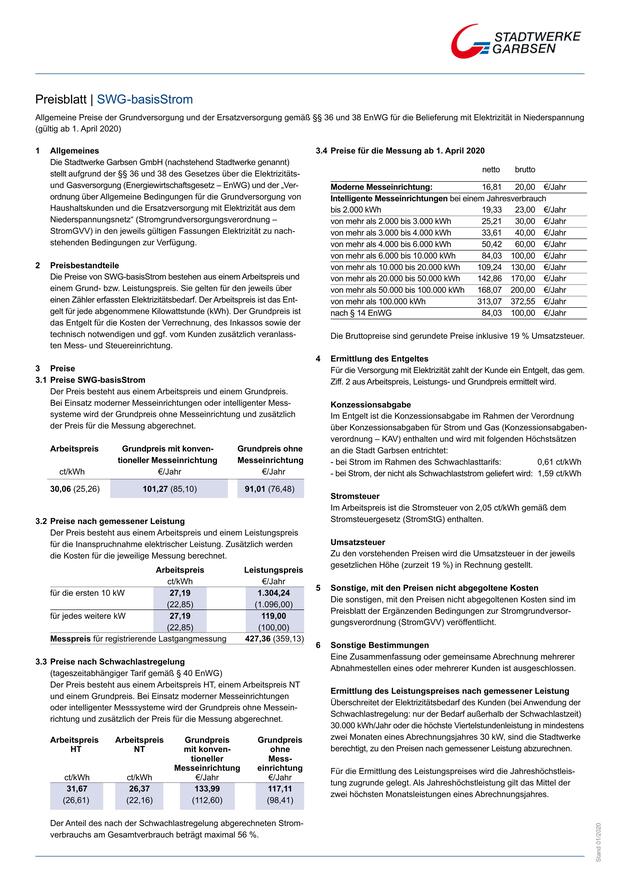 STADTWERKE
GARBSEN
Preisblatt | SWG-basisStrom
Allgemeine Preise der Grundversorgung und der Ersatzversorgung gemäß §§ 36 und 38 EnWG für die Belieferung mit Elektrizität in Niederspannung
(gültig ab 1. April 2020)
1 Allgemeines
Die Stadtwerke Garbsen GmbH (nachstehend Stadtwerke genannt)
stellt aufgrund der §§ 36 und 38 des Gesetzes über die Elektrizitäts-
und Gasversorgung (Energiewirtschaftsgesetz – EnWG) und der „Ver-
ordnung über Allgemeine Bedingungen für die Grundversorgung von
Haushaltskunden und die Ersatzversorgung mit Elektrizität aus dem
Niederspannungsnetz“ (Stromgrundversorgungsverordnung –
StromGVV) in den jeweils gültigen Fassungen Elektrizität zu nach-
stehenden Bedingungen zur Verfügung.
2 Preisbestandteile
Die Preise von SWG-basisStrom bestehen aus einem Arbeitspreis und
einem Grund- bzw. Leistungspreis. Sie gelten für den jeweils über
einen Zähler erfassten Elektrizitätsbedarf. Der Arbeitspreis ist das Ent-
gelt für jede abgenommene Kilowattstunde (kWh). Der Grundpreis ist
das Entgelt für die Kosten der Verrechnung, des Inkassos sowie der
technisch notwendigen und ggf. vom Kunden zusätzlich veranlass-
ten Mess- und Steuereinrichtung.
3 Preise
3.1 Preise SWG-basisStrom
Der Preis besteht aus einem Arbeitspreis und einem Grundpreis.
Bei Einsatz moderner Messeinrichtungen oder intelligenter Mess-
systeme wird der Grundpreis ohne Messeinrichtung und zusätzlich
der Preis für die Messung abgerechnet.
Arbeitspreis Grundpreis mit konven- Grundpreis ohne
tioneller Messeinrichtung Messeinrichtung
ct/kWh €/Jahr €/Jahr
30,06 (25,26) 101,27 (85,10) 91,01 (76,48)
3.2 Preise nach gemessener Leistung
Der Preis besteht aus einem Arbeitspreis und einem Leistungspreis
für die Inanspruchnahme elektrischer Leistung. Zusätzlich werden
die Kosten für die jeweilige Messung berechnet.
Arbeitspreis Leistungspreis
ct/kWh €/Jahr
für die ersten 10 kW 27,19 1.304,24
(22,85) (1.096,00)
für jedes weitere kW 27,19 119,00
(22,85) (100,00)
Messpreis für registrierende Lastgangmessung 427,36 (359,13)
3.3 Preise nach Schwachlastregelung
(tageszeitabhängiger Tarif gemäß § 40 EnWG)
Der Preis besteht aus einem Arbeitspreis HT, einem Arbeitspreis NT
und einem Grundpreis. Bei Einsatz moderner Messeinrichtungen
oder intelligenter Messsysteme wird der Grundpreis ohne Messein-
richtung und zusätzlich der Preis für die Messung abgerechnet.
Arbeitspreis Arbeitspreis Grundpreis Grundpreis
HT NT mit konven- ohne
tioneller Mess-
Messeinrichtung einrichtung
ct/kWh ct/kWh €/Jahr €/Jahr
31,67 26,37 133,99 117,11
(26,61) (22,16) (112,60) (98,41)
Der Anteil des nach der Schwachlastregelung abgerechneten Strom-
verbrauchs am Gesamtverbrauch beträgt maximal 56 %.
3.4 Preise für die Messung ab 1. April 2020
netto brutto
Moderne Messeinrichtung: 16,81 20,00 €/Jahr
Intelligente Messeinrichtungen bei einem Jahresverbrauch
bis 2.000 kWh 19,33 23,00 €/Jahr
von mehr als 2.000 bis 3.000 kWh 25,21 30,00 €/Jahr
von mehr als 3.000 bis 4.000 kWh 33,61 40,00 €/Jahr
von mehr als 4.000 bis 6.000 kWh 50,42 60,00 €/Jahr
von mehr als 6.000 bis 10.000 kWh 84,03 100,00 €/Jahr
von mehr als 10.000 bis 20.000 kWh 109,24 130,00 €/Jahr
von mehr als 20.000 bis 50.000 kWh 142,86 170,00 €/Jahr
von mehr als 50.000 bis 100.000 kWh 168,07 200,00 €/Jahr
von mehr als 100.000 kWh 313,07 372,55 €/Jahr
nach § 14 EnWG 84,03 100,00 €/Jahr
Die Bruttopreise sind gerundete Preise inklusive 19 % Umsatzsteuer.
4 Ermittlung des Entgeltes
Für die Versorgung mit Elektrizität zahlt der Kunde ein Entgelt, das gem.
Ziff. 2 aus Arbeitspreis, Leistungs- und Grundpreis ermittelt wird.
Konzessionsabgabe
Im Entgelt ist die Konzessionsabgabe im Rahmen der Verordnung
über Konzessionsabgaben für Strom und Gas (Konzessionsabgaben-
verordnung – KAV) enthalten und wird mit folgenden Höchstsätzen
an die Stadt Garbsen entrichtet:
- bei Strom im Rahmen des Schwachlasttarifs: 0,61 ct/kWh
- bei Strom, der nicht als Schwachlaststrom geliefert wird: 1,59 ct/kWh
Stromsteuer
Im Arbeitspreis ist die Stromsteuer von 2,05 ct/kWh gemäß dem
Stromsteuergesetz (StromStG) enthalten.
Umsatzsteuer
Zu den vorstehenden Preisen wird die Umsatzsteuer in der jeweils
gesetzlichen Höhe (zurzeit 19 %) in Rechnung gestellt.
5 Sonstige, mit den Preisen nicht abgegoltene Kosten
Die sonstigen, mit den Preisen nicht abgegoltenen Kosten sind im
Preisblatt der Ergänzenden Bedingungen zur Stromgrundversor-
gungsverordnung (StromGVV) veröffentlicht.
6 Sonstige Bestimmungen
Eine Zusammenfassung oder gemeinsame Abrechnung mehrerer
Abnahmestellen eines oder mehrerer Kunden ist ausgeschlossen.
Ermittlung des Leistungspreises nach gemessener Leistung
Überschreitet der Elektrizitätsbedarf des Kunden (bei Anwendung der
Schwachlastregelung: nur der Bedarf außerhalb der Schwachlastzeit)
30.000 kWh/Jahr oder die höchste Viertelstundenleistung in mindestens
zwei Monaten eines Abrechnungsjahres 30 kW, sind die Stadtwerke
berechtigt, zu den Preisen nach gemessener Leistung abzurechnen.
Für die Ermittlung des Leistungspreises wird die Jahreshöchstleis-
tung zugrunde gelegt. Als Jahreshöchstleistung gilt das Mittel der
zwei höchsten Monatsleistungen eines Abrechnungsjahres.
Stand 01/2020